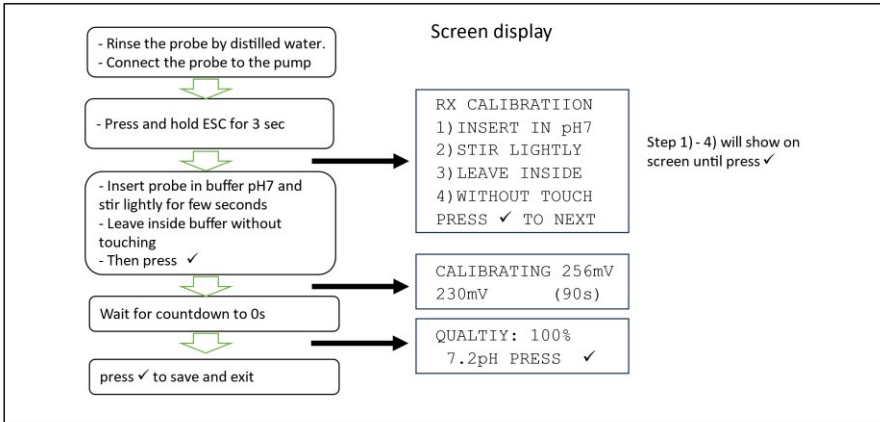 Screen display
- Rinse the probe by distilled water.
- Connect the probe to the pump
- Press and hold ESC for 3 sec
RX CALIBRATIION
1)INSERT IN pH7
2)STIR LIGHTLY
3)LEAVE INSIDE
4)WITHOUT TOUCH
PRESS ✓ TO NEXT
Step 1) - 4) will show on
screen until press ✓
- Insert probe in buffer pH7 and
stir lightly for few seconds
- Leave inside buffer without
touching
- Then press ✓
CALIBRATING 256mV
230mV (90s)
Wait for countdown to 0s
QUALTIY: 100%
7.2pH PRESS ✓
press ✓ to save and exit